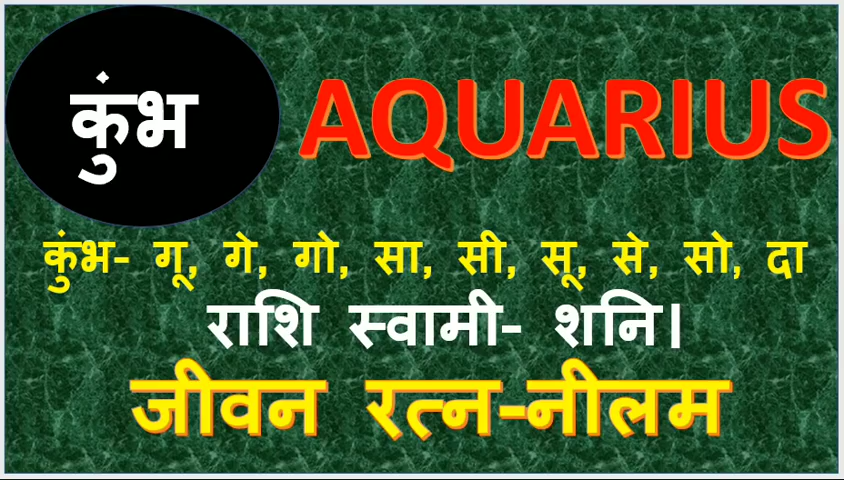 कुंभ
AQUARIUS
कुंभ- गू, गे, गो, सा, सी, सू, से, सो, दा
राशि स्वामी- शनि।
जीवन रत्न-नीलम